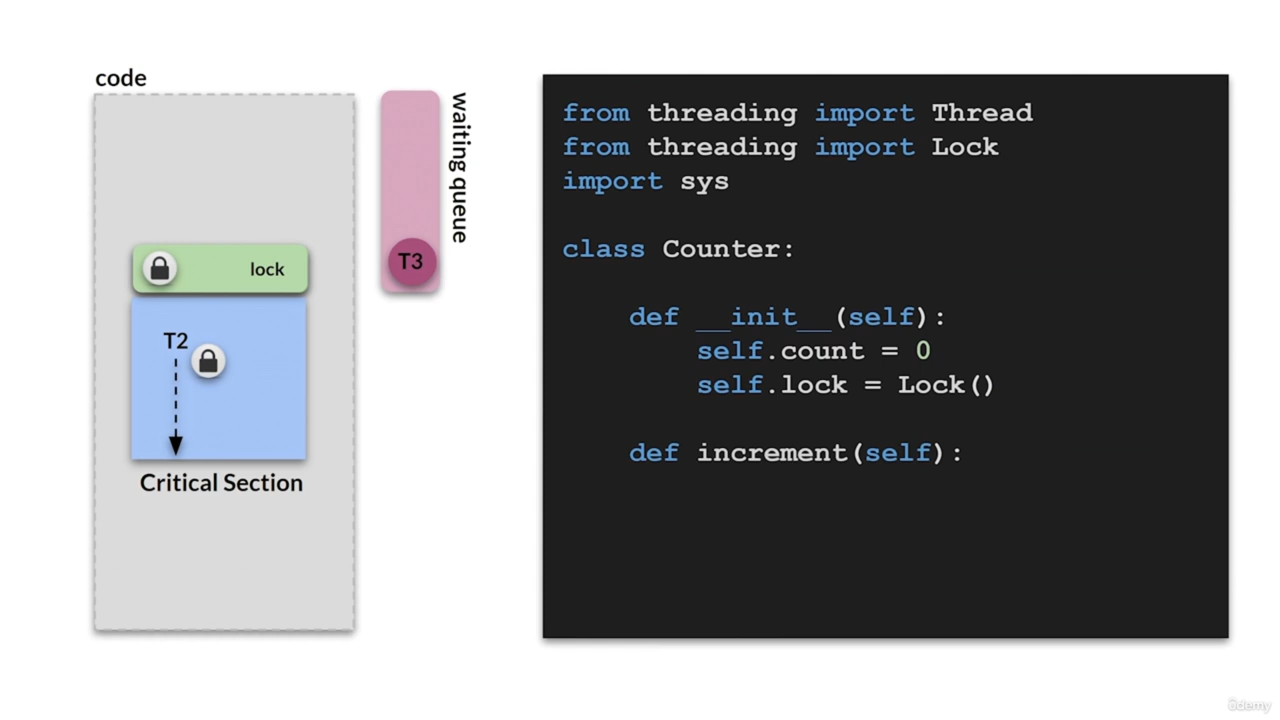 code
waiting queue
T3
lock
T2
Critical Section
from threading import Thread
from threading import Lock
import sys
class Counter:
    def __init__(self):
        self.count = 0
        self.lock = Lock()
    def increment(self):
ûdemy